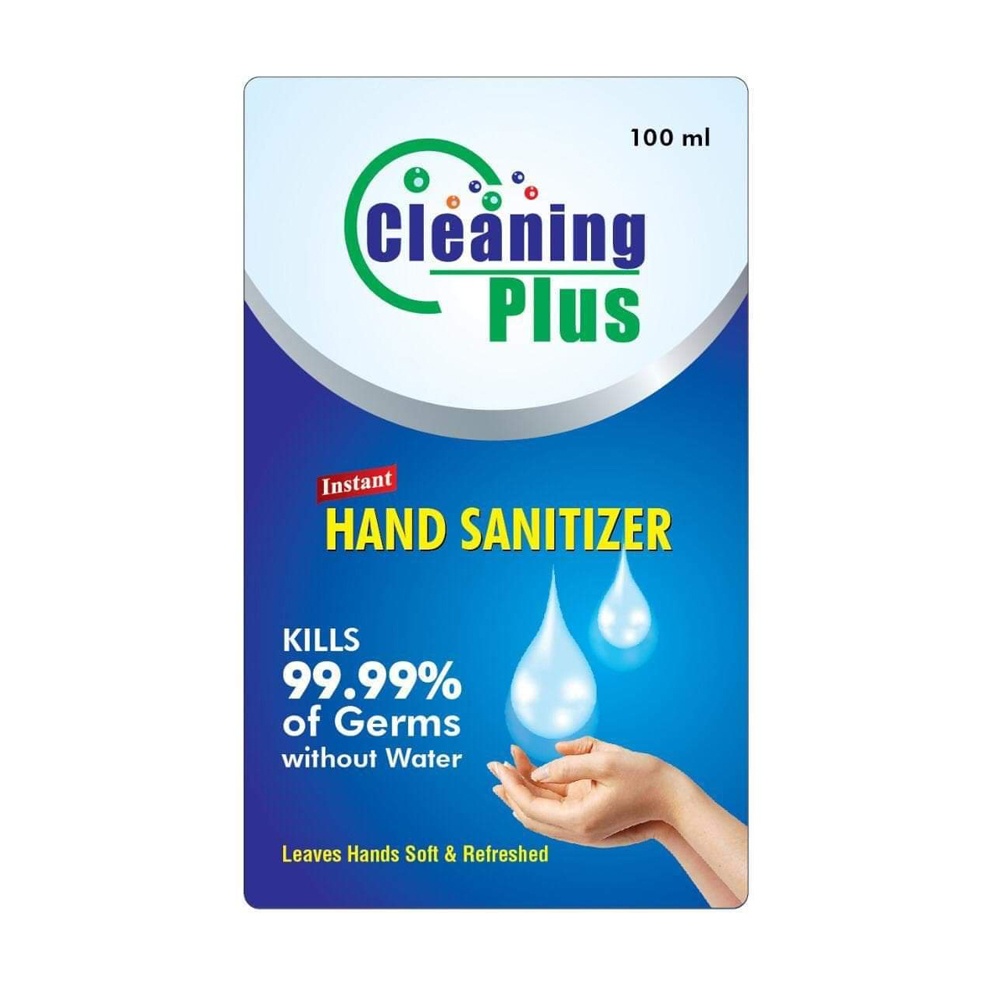 100 ml
Cleaning
Plus
Instant
HAND SANITIZER
KILLS
99.99%
of Germs
without Water
Leaves Hands Soft & Refreshed